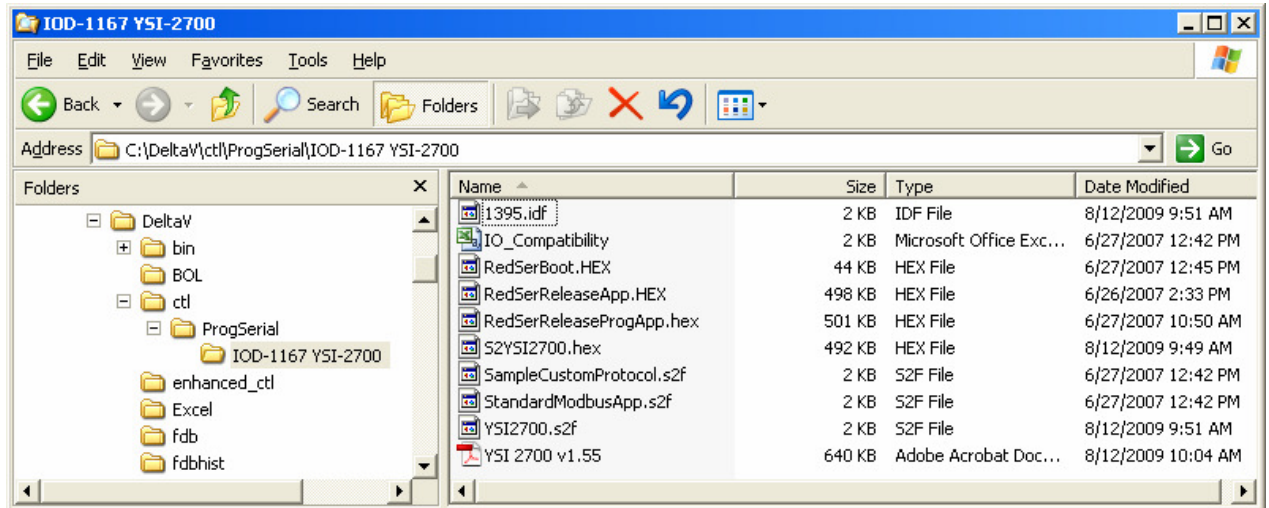 IOD-1167 YSI-2700
File Edit View Favorites Tools Help
Back Search Folders
Address C:\DeltaV\ctl\ProgSerial\IOD-1167 YSI-2700 Go
Folders Name Size Type Date Modified
DeltaV 1395.idf 2 KB IDF File 8/12/2009 9:51 AM
bin IO_Compatibility 2 KB Microsoft Office Exc... 6/27/2007 12:42 PM
BOL RedSerBoot.HEX 44 KB HEX File 6/27/2007 12:45 PM
ctl RedSerReleaseApp.HEX 498 KB HEX File 6/26/2007 2:33 PM
ProgSerial RedSerReleaseProgApp.hex 501 KB HEX File 6/27/2007 10:50 AM
IOD-1167 YSI-2700 S2YSI2700.hex 492 KB HEX File 8/12/2009 9:49 AM
enhanced_ctl SampleCustomProtocol.s2f 2 KB S2F File 6/27/2007 12:42 PM
Excel StandardModbusApp.s2f 2 KB S2F File 6/27/2007 12:42 PM
fdb YSI2700.s2f 2 KB S2F File 8/12/2009 9:51 AM
fdbhist YSI 2700 v1.55 640 KB Adobe Acrobat Doc... 8/12/2009 10:04 AM